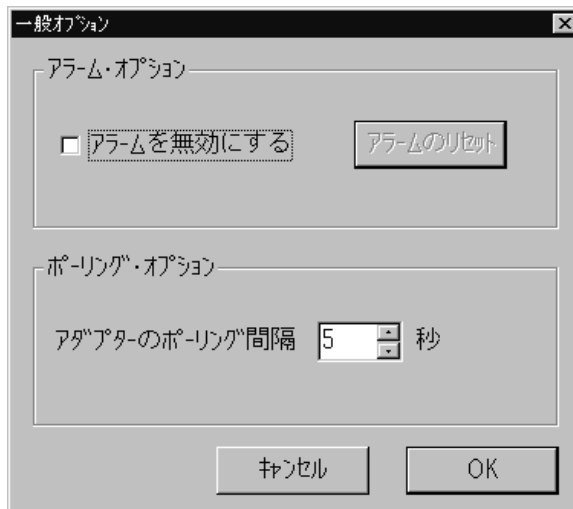 一般ｵﾌﾟｼｮﾝ
ｱﾗｰﾑ・ｵﾌﾟｼｮﾝ
ｱﾗｰﾑを無効にする
ｱﾗｰﾑのﾘｾｯﾄ
ﾎﾟｰﾘﾝｸﾞ・ｵﾌﾟｼｮﾝ
ｱﾀﾞﾌﾟﾀｰのﾎﾟｰﾘﾝｸﾞ間隔 5 秒
ｷｬﾝｾﾙ OK